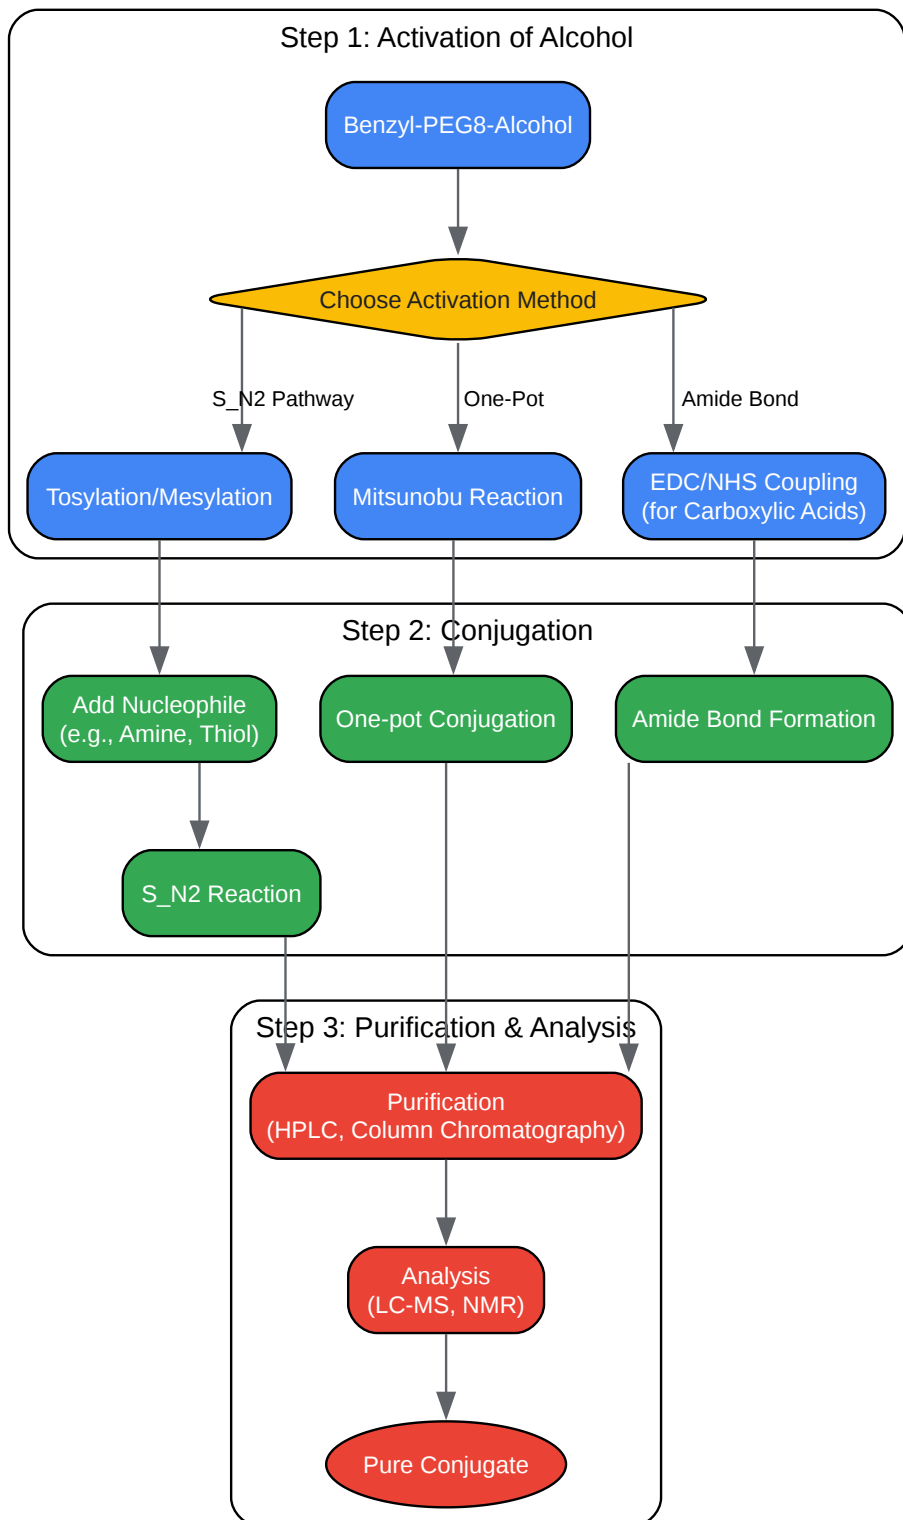 Step 1: Activation of Alcohol
Benzyl-PEG8-Alcohol
Choose Activation Method
S_N2 Pathway
One-Pot
Amide Bond
Tosylation/Mesylation
Mitsunobu Reaction
EDC/NHS Coupling
(for Carboxylic Acids)
Step 2: Conjugation
Add Nucleophile
(e.g., Amine, Thiol)
One-pot Conjugation
Amide Bond Formation
S_N2 Reaction
Step 3: Purification & Analysis
Purification
(HPLC, Column Chromatography)
Analysis
(LC-MS, NMR)
Pure Conjugate